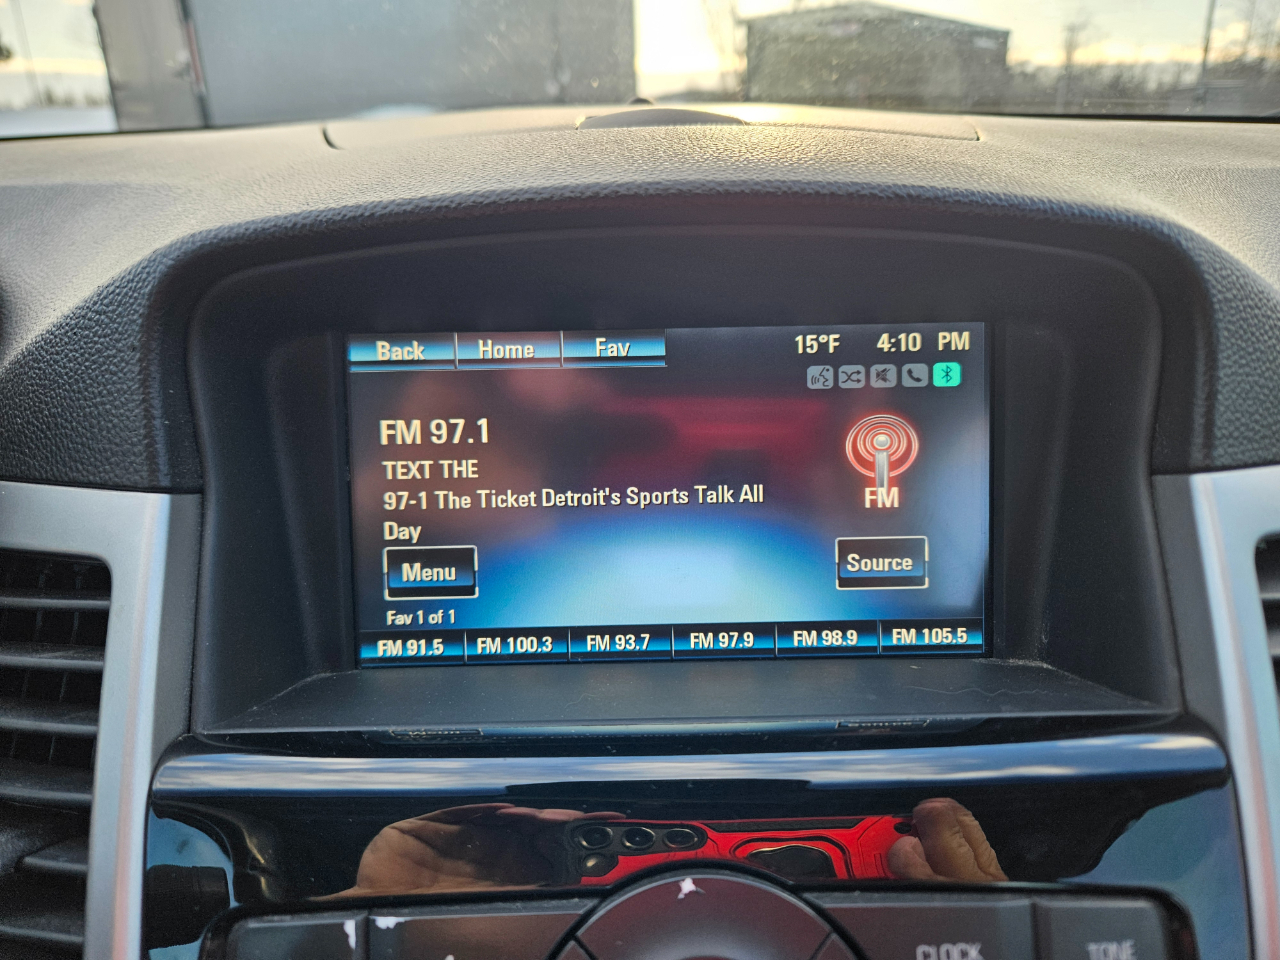 Back Home Fav 15°F 4:10 PM
FM 97.1
TEXT THE
97-1 The Ticket Detroit's Sports Talk All
Day
FM
Menu Source
Fav 1 of 1
FM 91.5 FM 100.3 FM 93.7 FM 97.9 FM 98.9 FM 105.5
CLOCK TONE